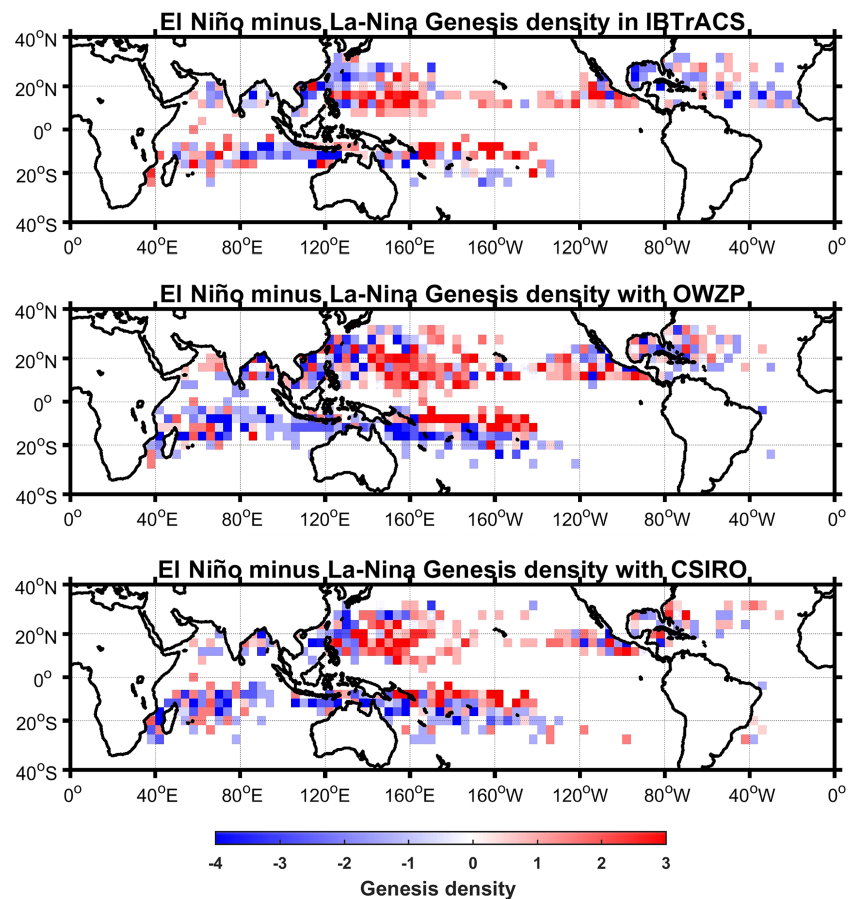 El Niño minus La-Nina Genesis density in IBTrACS
40°N
20°N
0°
20°S
40°S
0° 40°E 80°E 120°E 160°E 160°W 120°W 80°W 40°W 0°
El Niño minus La-Nina Genesis density with OWZP
40°N
20°N
0°
20°S
40°S
0° 40°E 80°E 120°E 160°E 160°W 120°W 80°W 40°W 0°
El Niño minus La-Nina Genesis density with CSIRO
40°N
20°N
0°
20°S
40°S
0° 40°E 80°E 120°E 160°E 160°W 120°W 80°W 40°W 0°
-4 -3 -2 -1 0 1 2 3
Genesis density